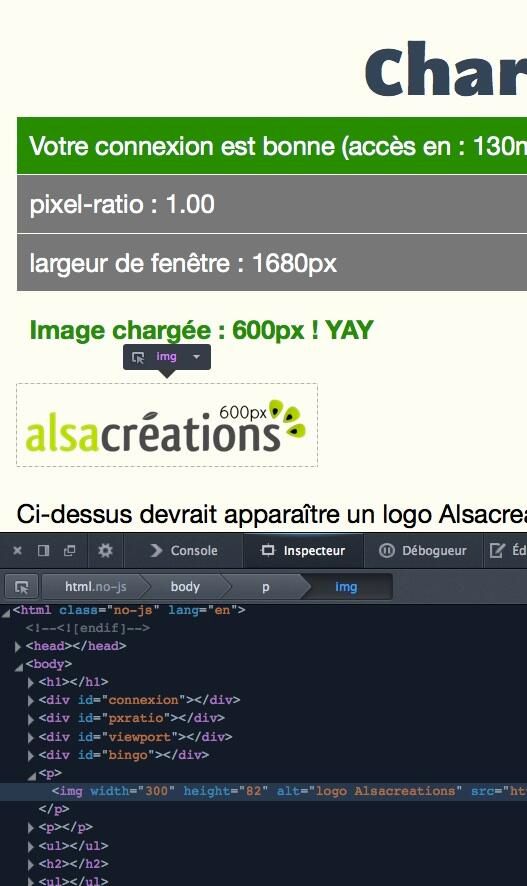 Char
Votre connexion est bonne (accès en : 130m
pixel-ratio : 1.00
largeur de fenêtre : 1680px
Image chargée : 600px ! YAY
img
600px
alsacréations
Ci-dessus devrait apparaître un logo Alsacrea
Console
Inspecteur
Débogueur
Éd
html.no-js
body
p
img
<html class="no-js" lang="en">
<!--<![endif]-->
<head></head>
<body>
<h1></h1>
<div id="connexion"></div>
<div id="pxratio"></div>
<div id="viewport"></div>
<div id="bingo"></div>
<p>
<img width="300" height="82" alt="logo Alsacreations" src="ht
</p>
<p></p>
<ul></ul>
<h2></h2>
<ul></ul>